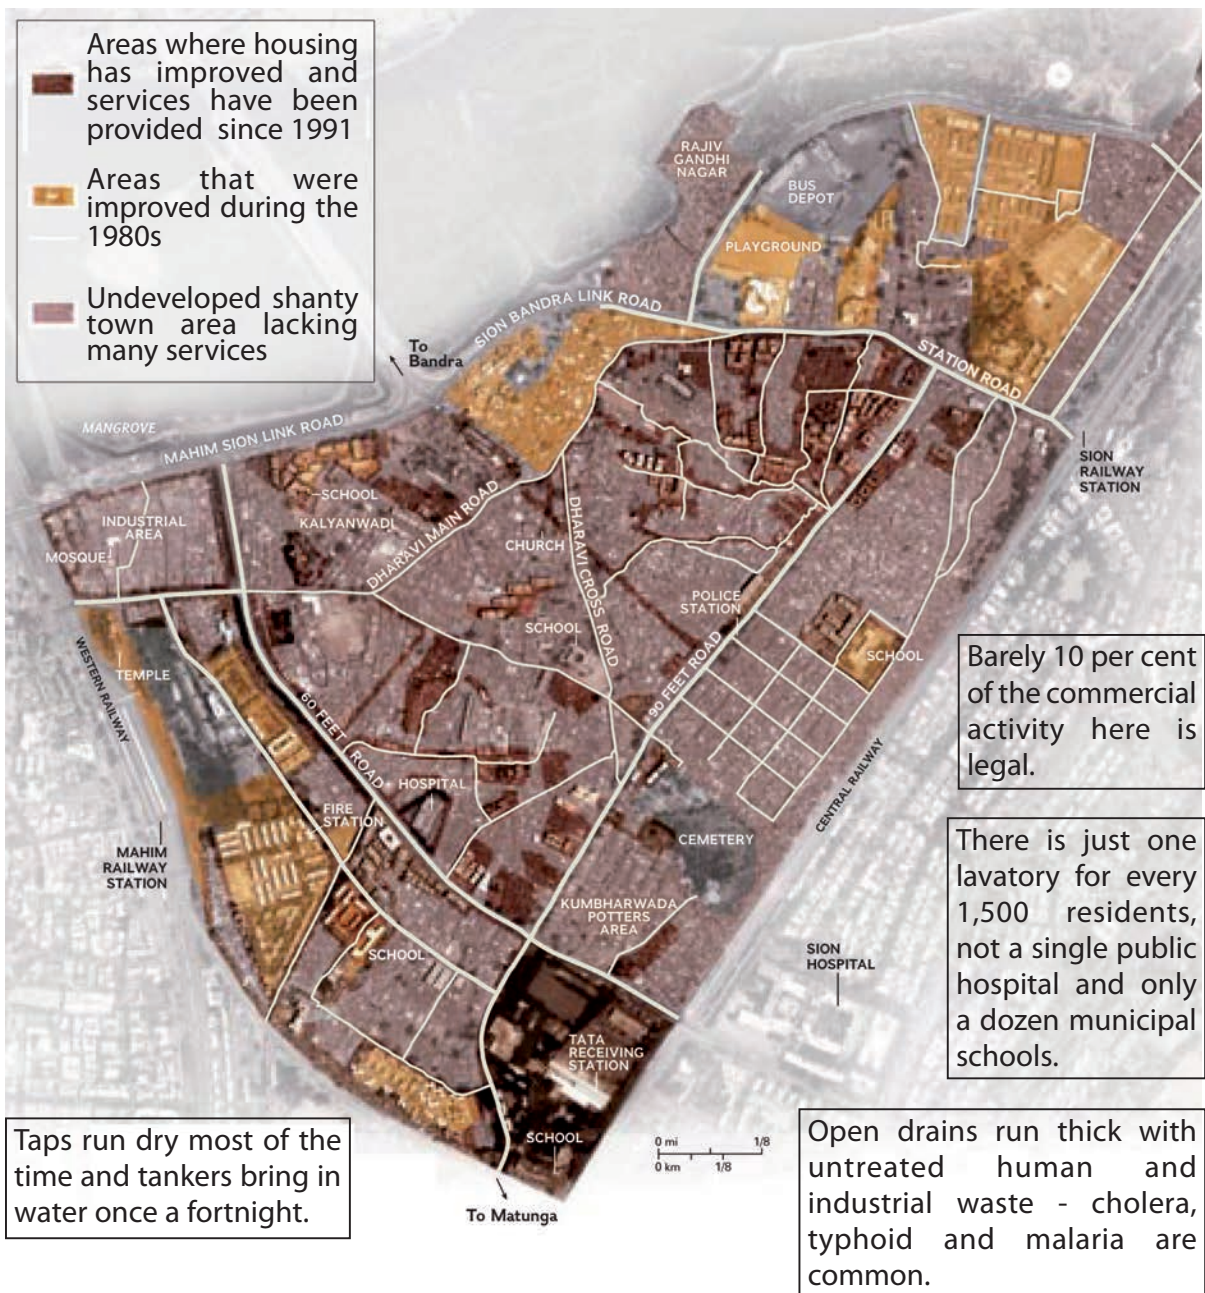 Areas where housing
has improved and
services have been
provided since 1991
Areas that were
improved during the
1980s
Undeveloped shanty
town area lacking
many services
RAJIV
GANDHI
NAGAR
BUS
DEPOT
PLAYGROUND
SION BANDRA LINK ROAD
To
Bandra
STATION ROAD
MANGROVE
MAHIM SION LINK ROAD
SION
RAILWAY
STATION
SCHOOL
INDUSTRIAL
AREA
KALYANWADI
DHARAVI MAIN ROAD
DHARAVI CROSS ROAD
CHURCH
MOSQUE
POLICE
STATION
SCHOOL
SCHOOL
WESTERN RAILWAY
TEMPLE
60 FEET ROAD
90 FEET ROAD
Barely 10 per cent
of the commercial
activity here is
legal.
HOSPITAL
FIRE
STATION
CENTRAL RAILWAY
CEMETERY
MAHIM
RAILWAY
STATION
There is just one
lavatory for every
1,500 residents,
not a single public
hospital and only
a dozen municipal
schools.
KUMBHARWADA
POTTERS
AREA
SCHOOL
SION
HOSPITAL
TATA
RECEIVING
STATION
SCHOOL
Taps run dry most of the
time and tankers bring in
water once a fortnight.
0 mi 1/8
0 km 1/8
To Matunga
Open drains run thick with
untreated human and
industrial waste - cholera,
typhoid and malaria are
common.